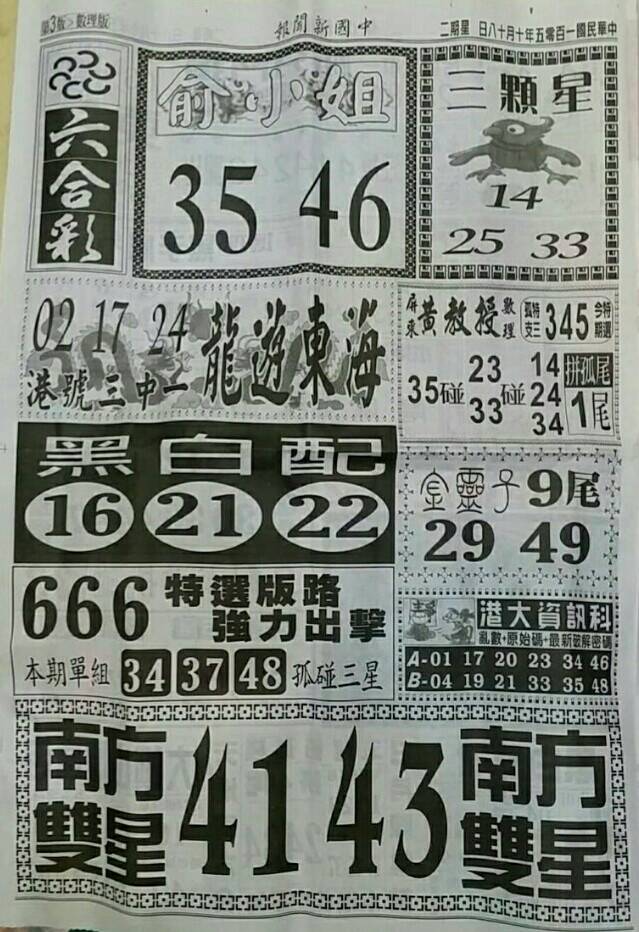 第3版 數理版
報聞新國中
中華民國一百零五年十月十八日 星期二
六合彩
俞小姐
35 46
三顆星
14
25 33
02 17 24
港號三中一
龍遊東海
屏東黃教授數理
孤特支三
345
今特期選
35碰
23
33
碰
14
24
34
拼孤尾
1尾
黑白配
16 21 22
靈子 9尾
29 49
666 特選版路
強力出擊
本期單組 34 37 48 孤碰三星
港大資訊科
亂數+原始碼+最新破解密碼
A-01 17 20 23 34 46
B-04 19 21 33 35 48
南方雙星
41 43
南方雙星